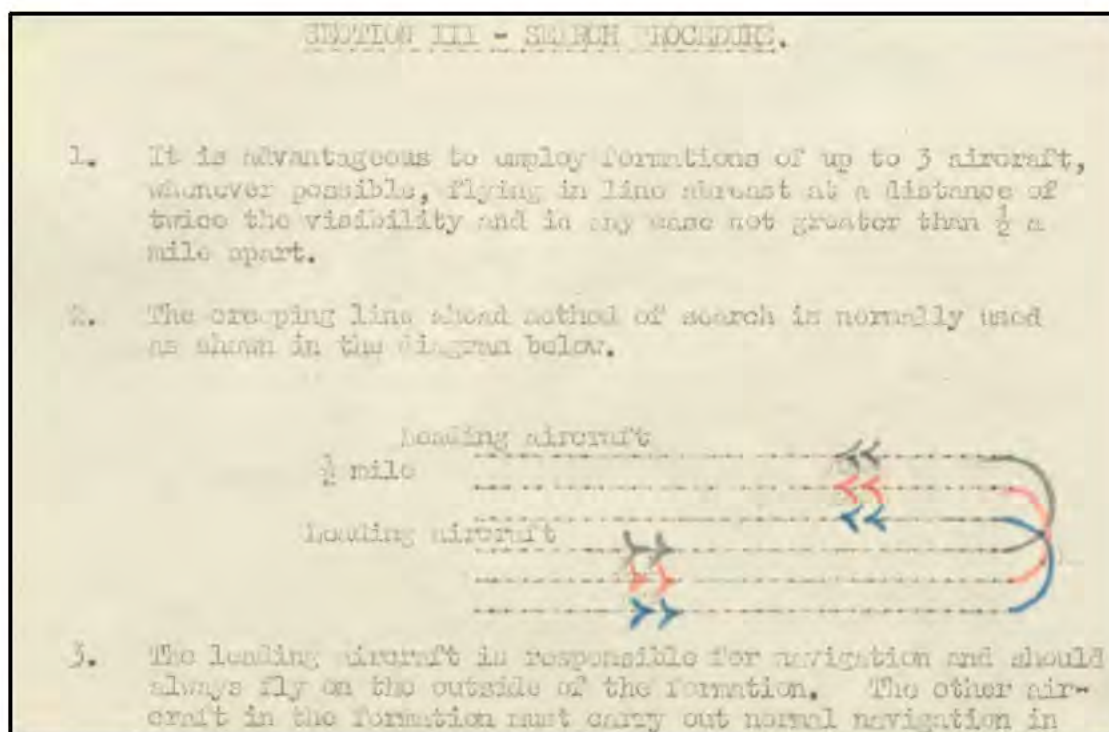 SECTION III - SEARCH PROCEDURE.
1. It is advantageous to employ formations of up to 3 aircraft,
whenever possible, flying in line abreast at a distance of
twice the visibility and in any case not greater than ½ a
mile apart.
2. The creeping line ahead method of search is normally used
as shown in the diagram below.
Leading aircraft
½ mile
Leading aircraft
3. The leading aircraft is responsible for navigation and should
always fly on the outside of the formation. The other air-
craft in the formation must carry out normal navigation in